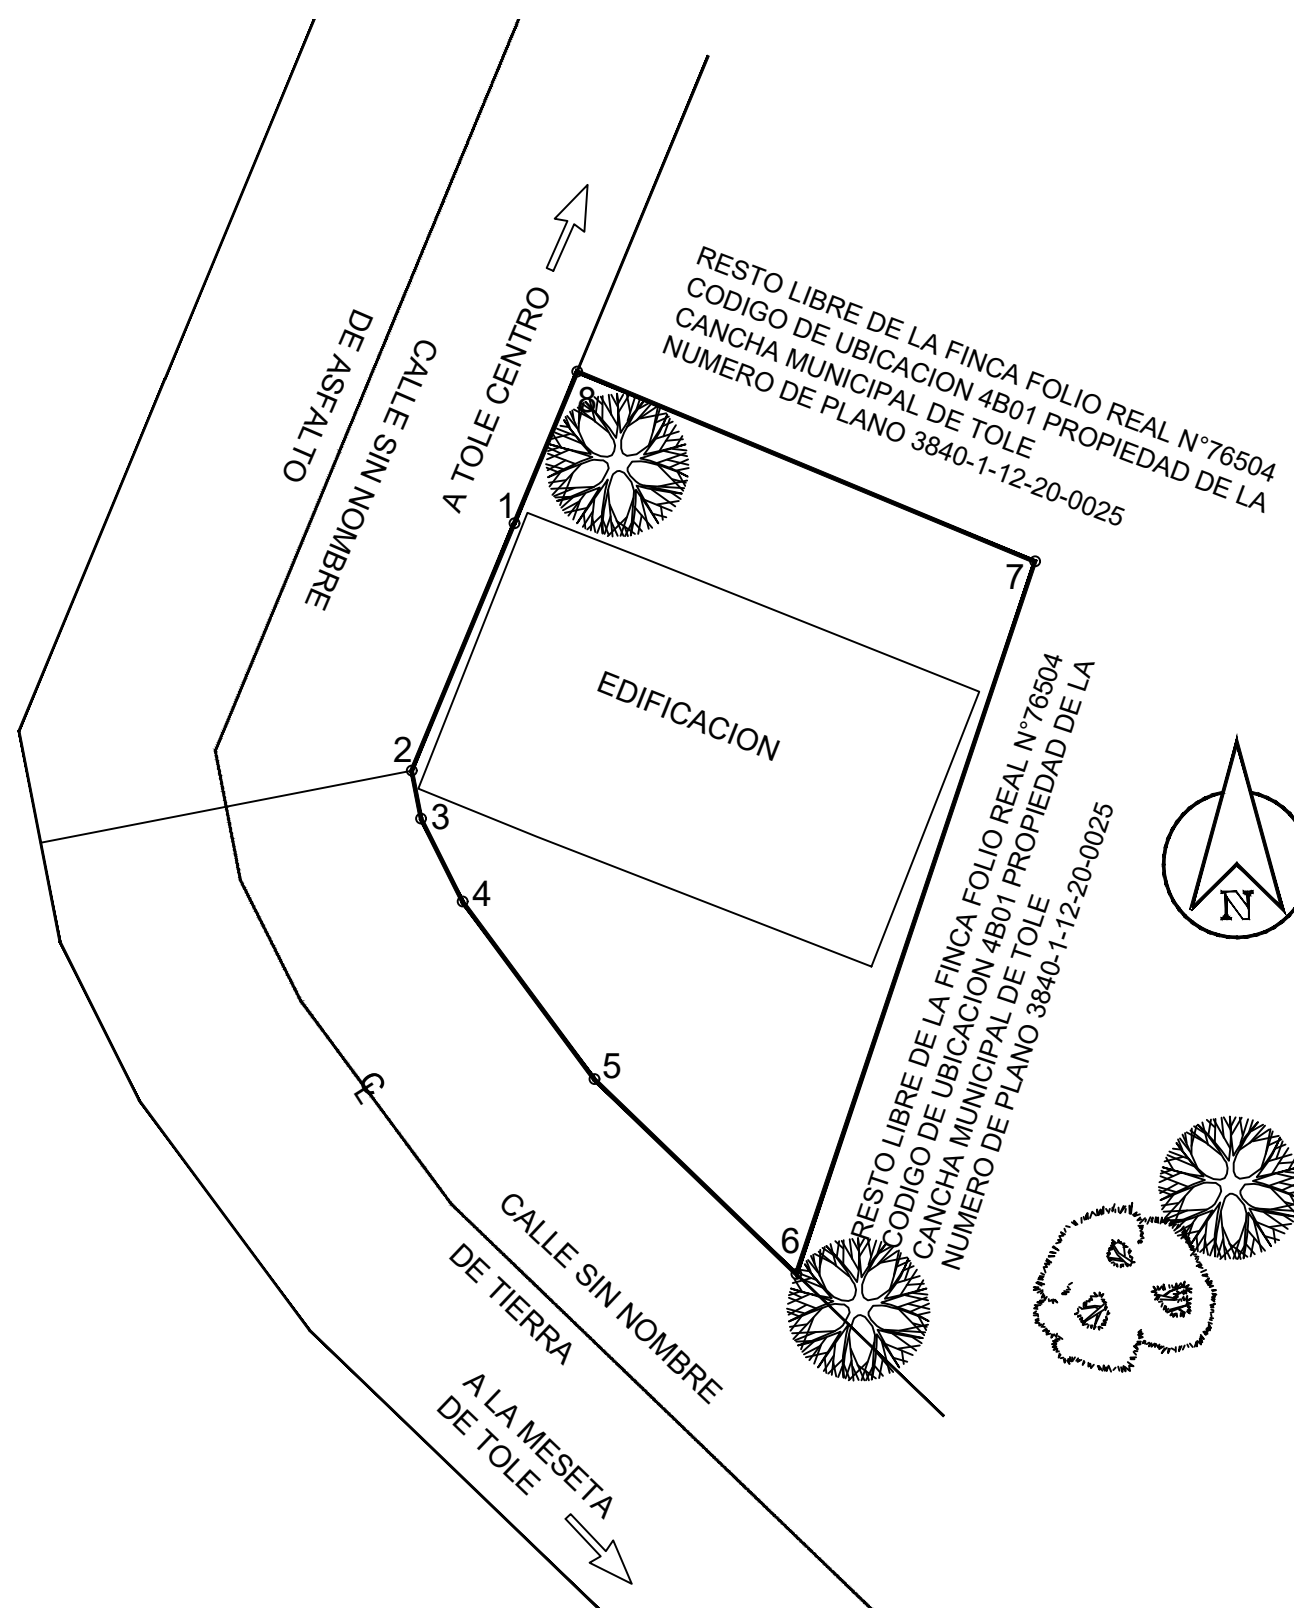 RESTO LIBRE DE LA FINCA FOLIO REAL N°76504
CODIGO DE UBICACION 4B01 PROPIEDAD DE LA
CANCHA MUNICIPAL DE TOLE
NUMERO DE PLANO 3840-1-12-20-0025
A TOLE CENTRO
CALLE SIN NOMBRE
DE ASFALTO
8
1
7
EDIFICACION
2
3
4
5
6
RESTO LIBRE DE LA FINCA FOLIO REAL N°76504
CODIGO DE UBICACION 4B01 PROPIEDAD DE LA
CANCHA MUNICIPAL DE TOLE
NUMERO DE PLANO 3840-1-12-20-0025
N
CL
CALLE SIN NOMBRE
DE TIERRA
A LA MESETA
DE TOLE